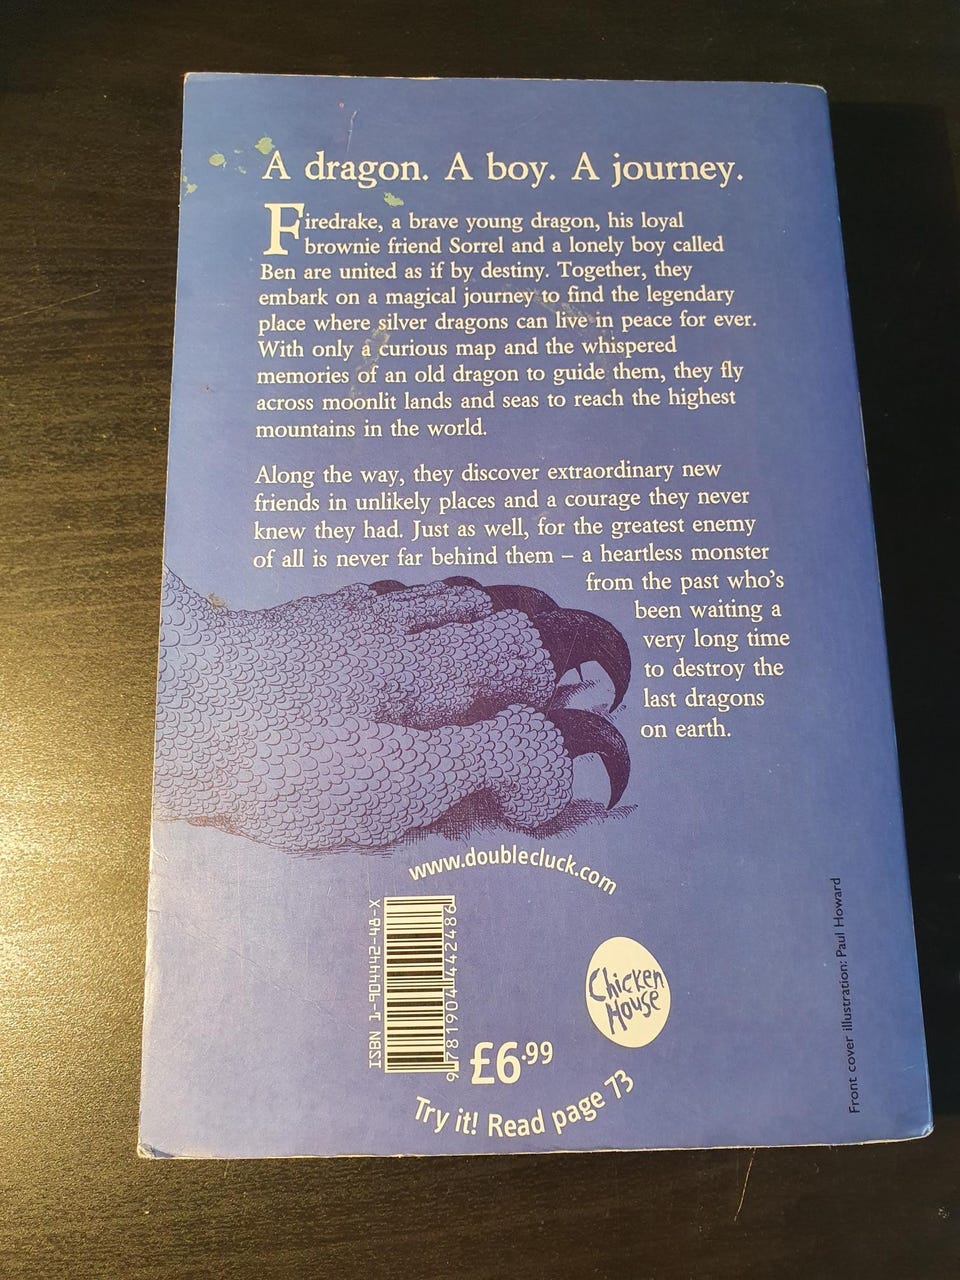 A dragon. A boy. A journey.
Firedrake, a brave young dragon, his loyal
brownie friend Sorrel and a lonely boy called
Ben are united as if by destiny. Together, they
embark on a magical journey to find the legendary
place where silver dragons can live in peace for ever.
With only a curious map and the whispered
memories of an old dragon to guide them, they fly
across moonlit lands and seas to reach the highest
mountains in the world.
Along the way, they discover extraordinary new
friends in unlikely places and a courage they never
knew they had. Just as well, for the greatest enemy
of all is never far behind them – a heartless monster
from the past who's
been waiting a
very long time
to destroy the
last dragons
on earth.
www.doublecluck.com
ISBN 1-904442-48-X
9781904442486
Chicken
House
£6.99
Try it! Read page 73
Front cover illustration: Paul Howard